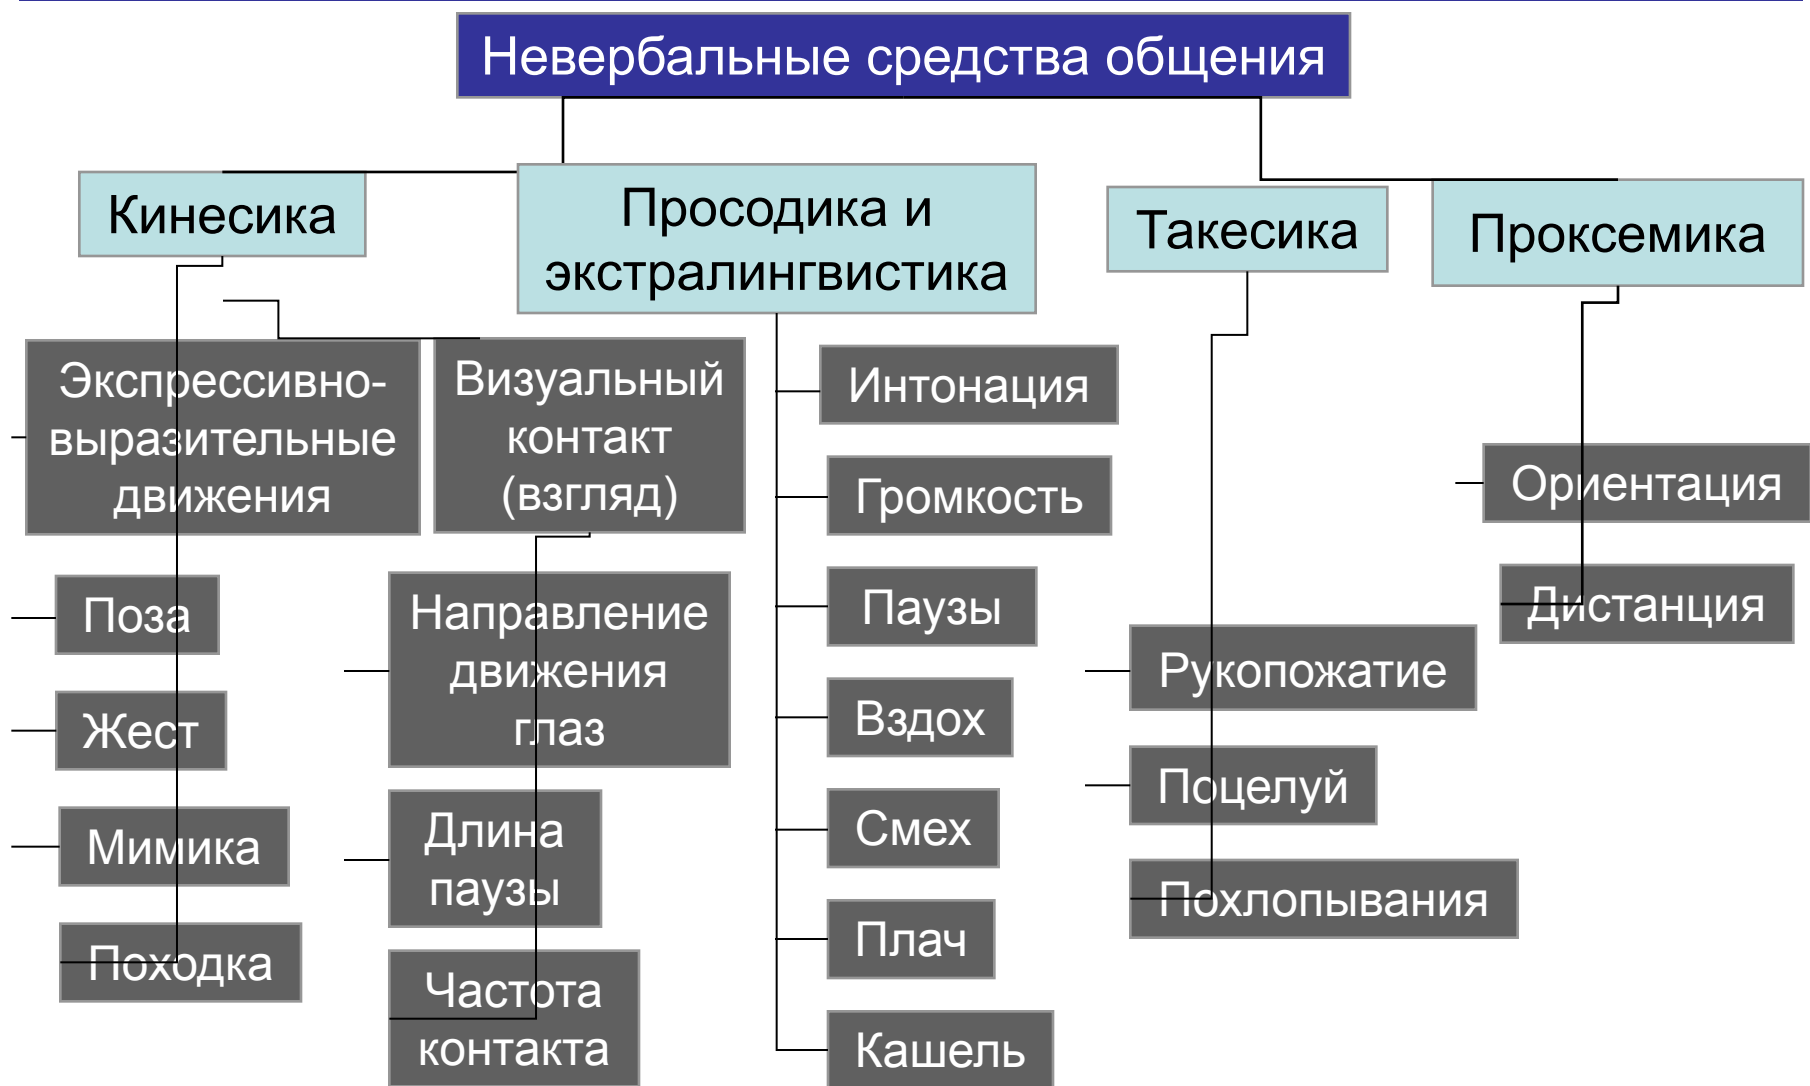 Невербальные средства общения
Кинесика
Просодика и
экстралингвистика
Такесика
Проксемика
Экспрессивно-
выразительные
движения
Поза
Жест
Мимика
Походка
Визуальный
контакт
(взгляд)
Направление
движения
глаз
Длина
паузы
Частота
контакта
Интонация
Громкость
Паузы
Вздох
Смех
Плач
Кашель
Рукопожатие
Поцелуй
Похлопывания
Ориентация
Дистанция